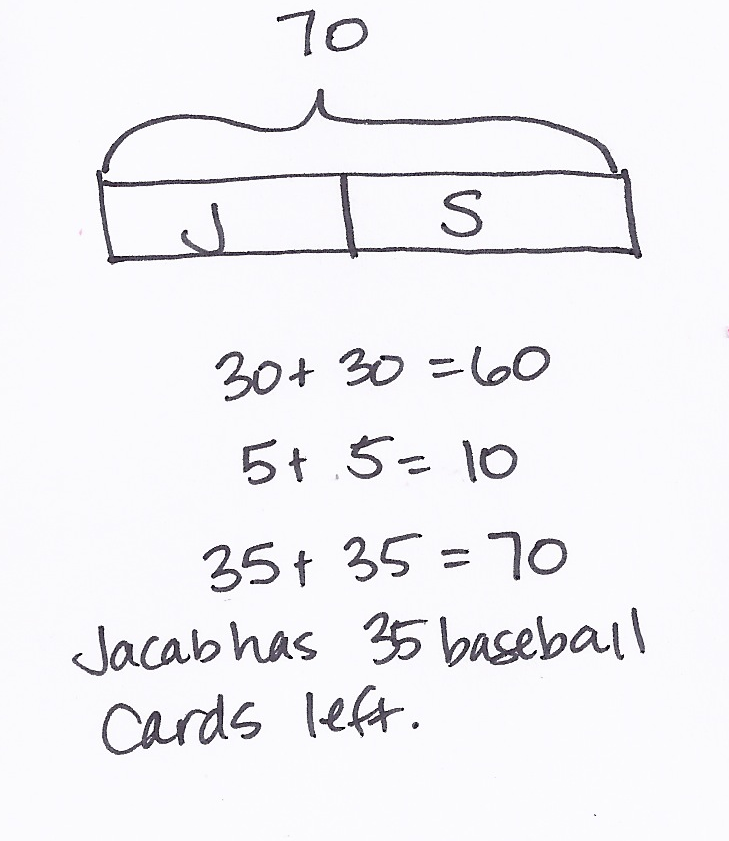 70
J S
30 + 30 = 60
5 + 5 = 10
35 + 35 = 70
Jacab has 35 baseball
cards left.